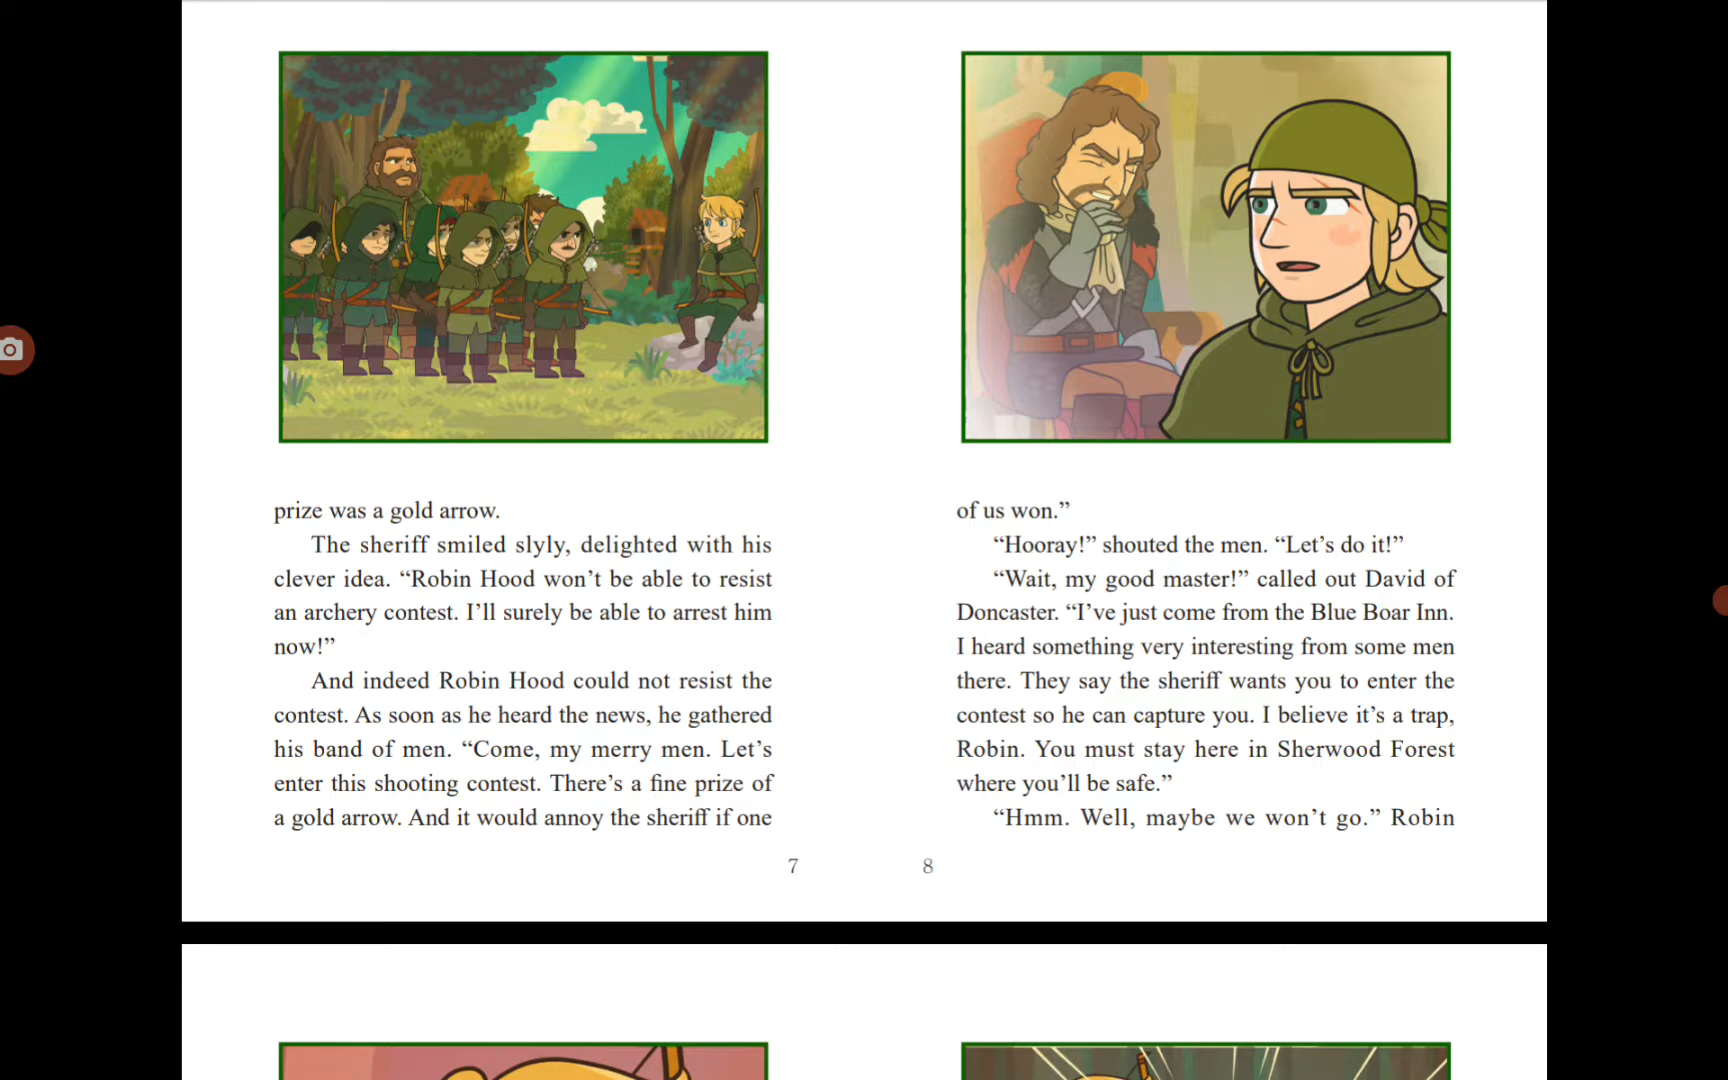 prize was a gold arrow.
The sheriff smiled slyly, delighted with his
clever idea. “Robin Hood won’t be able to resist
an archery contest. I’ll surely be able to arrest him
now!”
And indeed Robin Hood could not resist the
contest. As soon as he heard the news, he gathered
his band of men. “Come, my merry men. Let’s
enter this shooting contest. There’s a fine prize of
a gold arrow. And it would annoy the sheriff if one
7
of us won.”
“Hooray!” shouted the men. “Let’s do it!”
“Wait, my good master!” called out David of
Doncaster. “I’ve just come from the Blue Boar Inn.
I heard something very interesting from some men
there. They say the sheriff wants you to enter the
contest so he can capture you. I believe it’s a trap,
Robin. You must stay here in Sherwood Forest
where you’ll be safe.”
“Hmm. Well, maybe we won’t go.” Robin
8